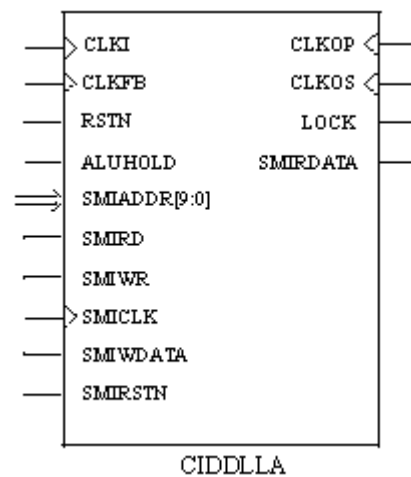 CLKI CLKOP
CLKFB CLKOS
RSTN LOCK
ALUHOLD SMIRDATA
SMIADDR[9:0]
SMIRD
SMIWR
SMICLK
SMIWDATA
SMIRSTN
CIDDLLA